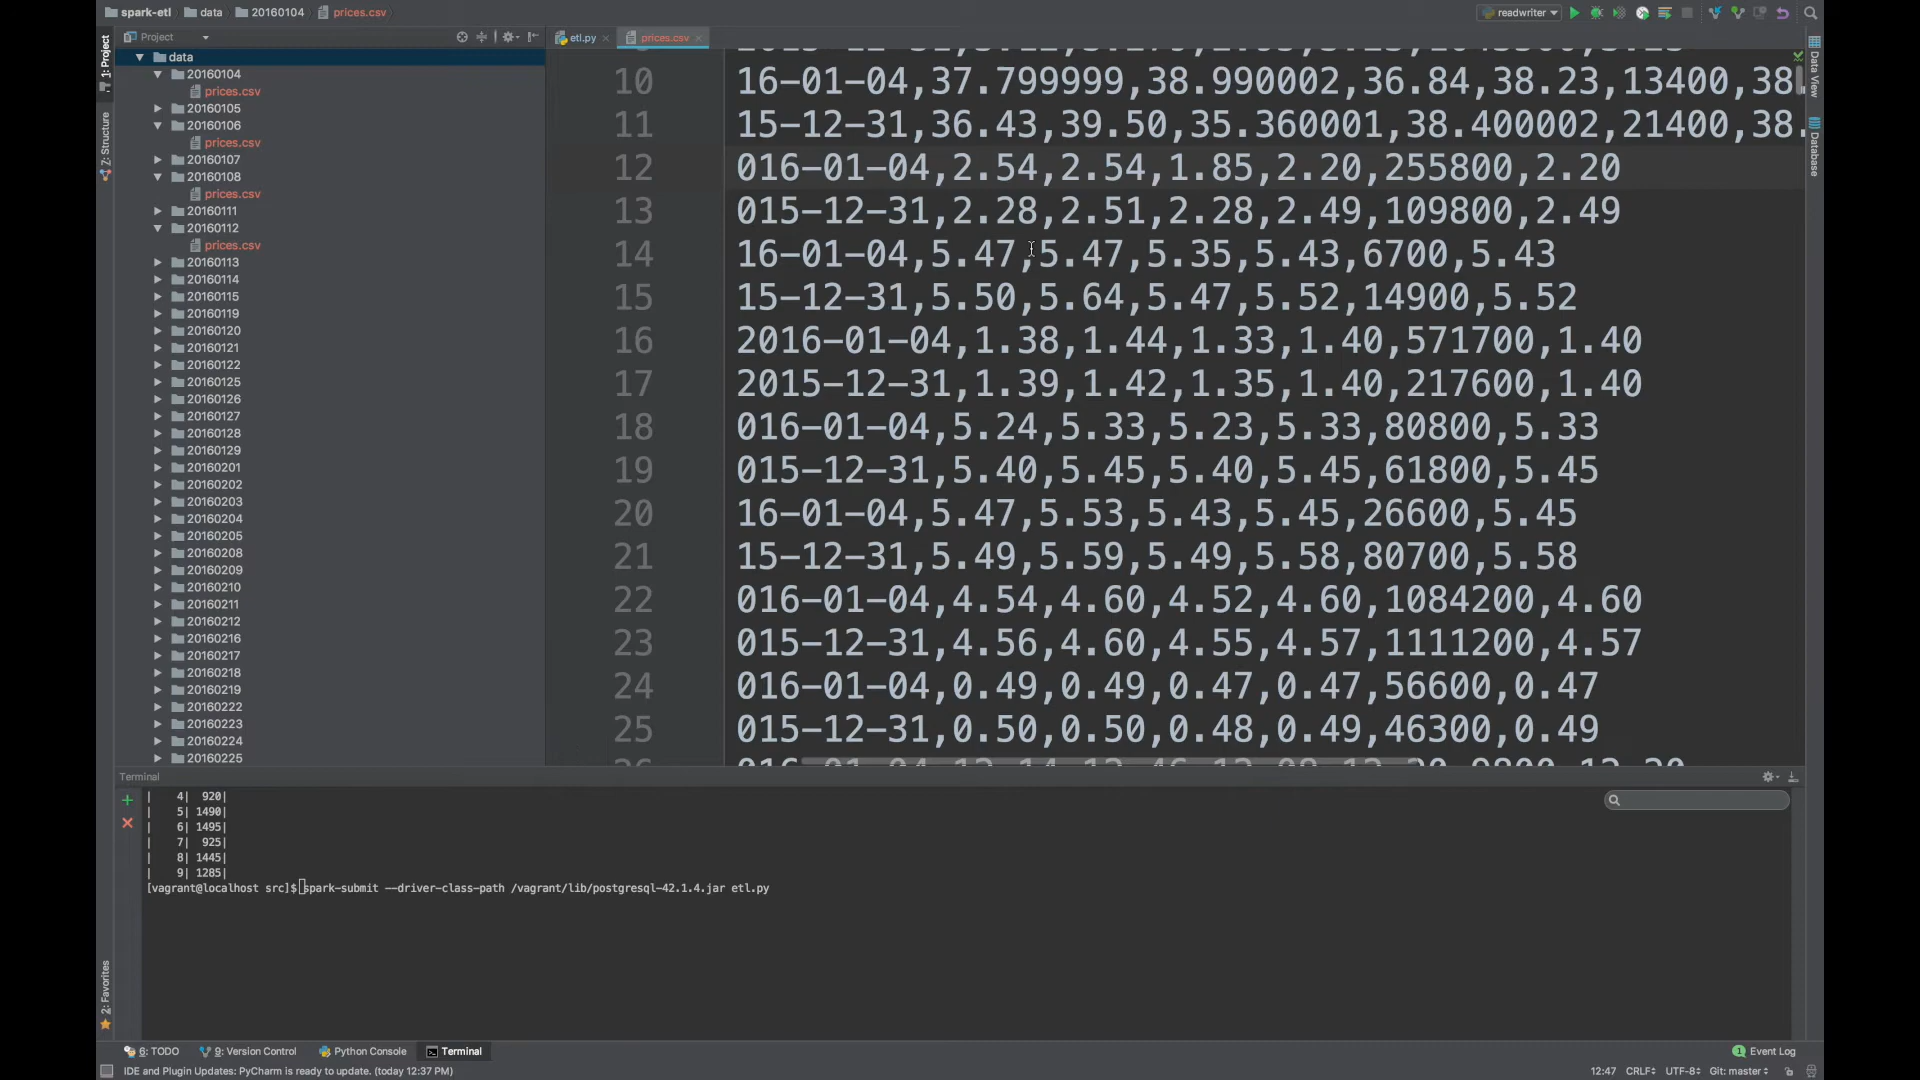 spark-etl data 20160104 prices.csv readwriter
Project etl.py prices.csv
1: Project
7: Structure
2: Favorites
Data View
Database
data
20160104
prices.csv
20160105
20160106
prices.csv
20160107
20160108
prices.csv
20160111
20160112
prices.csv
20160113
20160114
20160115
20160119
20160120
20160121
20160122
20160125
20160126
20160127
20160128
20160129
20160201
20160202
20160203
20160204
20160205
20160208
20160209
20160210
20160211
20160212
20160216
20160217
20160218
20160219
20160222
20160223
20160224
20160225
10 16-01-04,37.799999,38.990002,36.84,38.23,13400,38.
11 15-12-31,36.43,39.50,35.360001,38.400002,21400,38.
12 016-01-04,2.54,2.54,1.85,2.20,255800,2.20
13 015-12-31,2.28,2.51,2.28,2.49,109800,2.49
14 16-01-04,5.47,5.47,5.35,5.43,6700,5.43
15 15-12-31,5.50,5.64,5.47,5.52,14900,5.52
16 2016-01-04,1.38,1.44,1.33,1.40,571700,1.40
17 2015-12-31,1.39,1.42,1.35,1.40,217600,1.40
18 016-01-04,5.24,5.33,5.23,5.33,80800,5.33
19 015-12-31,5.40,5.45,5.40,5.45,61800,5.45
20 16-01-04,5.47,5.53,5.43,5.45,26600,5.45
21 15-12-31,5.49,5.59,5.49,5.58,80700,5.58
22 016-01-04,4.54,4.60,4.52,4.60,1084200,4.60
23 015-12-31,4.56,4.60,4.55,4.57,1111200,4.57
24 016-01-04,0.49,0.49,0.47,0.47,56600,0.47
25 015-12-31,0.50,0.50,0.48,0.49,46300,0.49
Terminal
| 4| 920|
| 5| 1490|
| 6| 1495|
| 7| 925|
| 8| 1445|
| 9| 1285|
[vagrant@localhost src]$ spark-submit --driver-class-path /vagrant/lib/postgresql-42.1.4.jar etl.py
6: TODO 9: Version Control Python Console Terminal 1 Event Log
IDE and Plugin Updates: PyCharm is ready to update. (today 12:37 PM) 12:47 CRLF UTF-8 Git: master